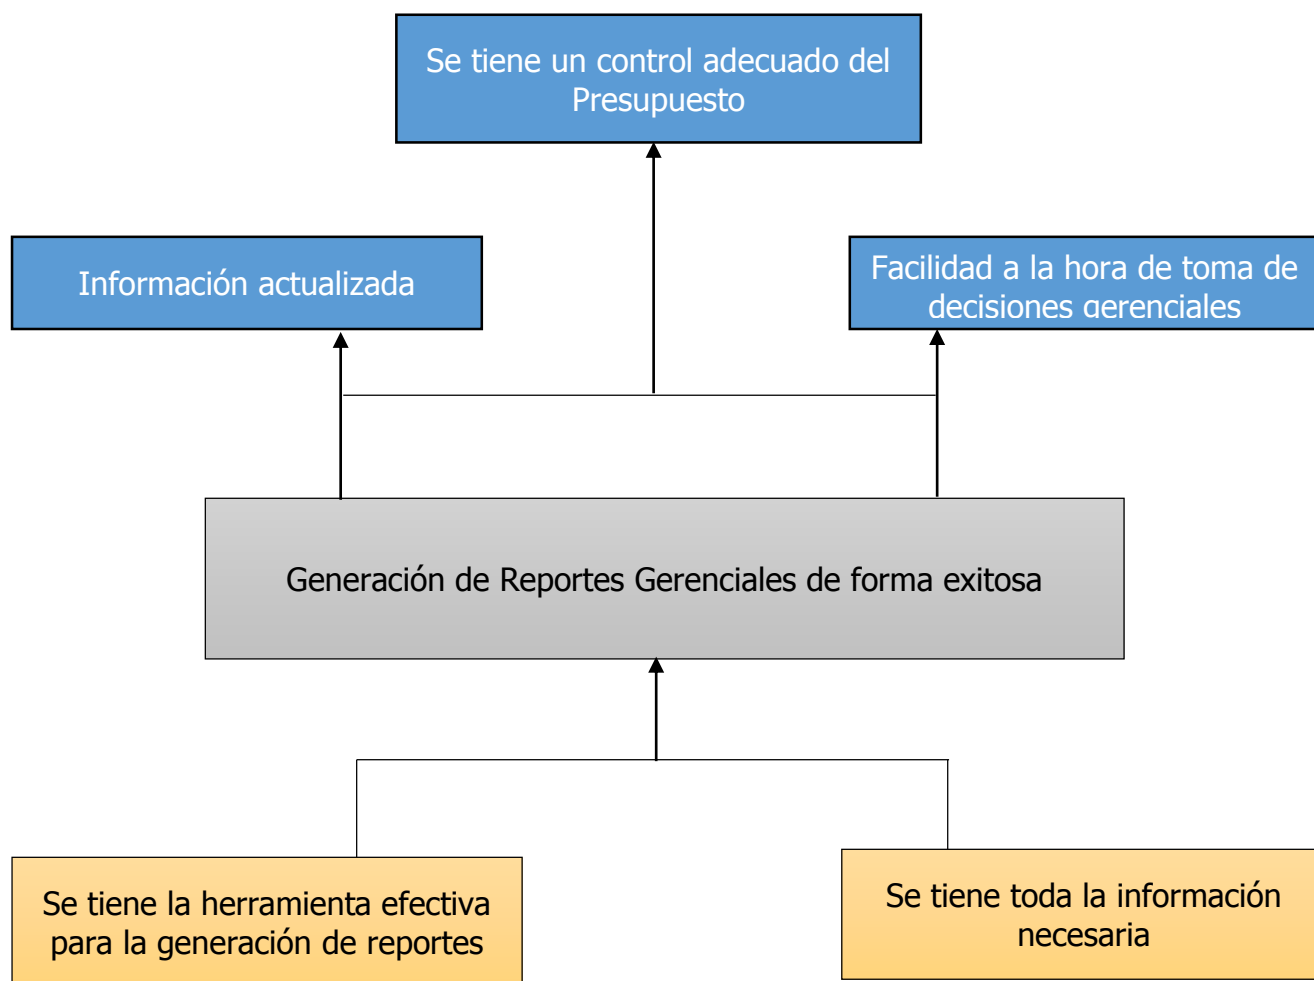 Se tiene un control adecuado del
Presupuesto
Información actualizada
Facilidad a la hora de toma de
decisiones gerenciales
Generación de Reportes Gerenciales de forma exitosa
Se tiene la herramienta efectiva
para la generación de reportes
Se tiene toda la información
necesaria